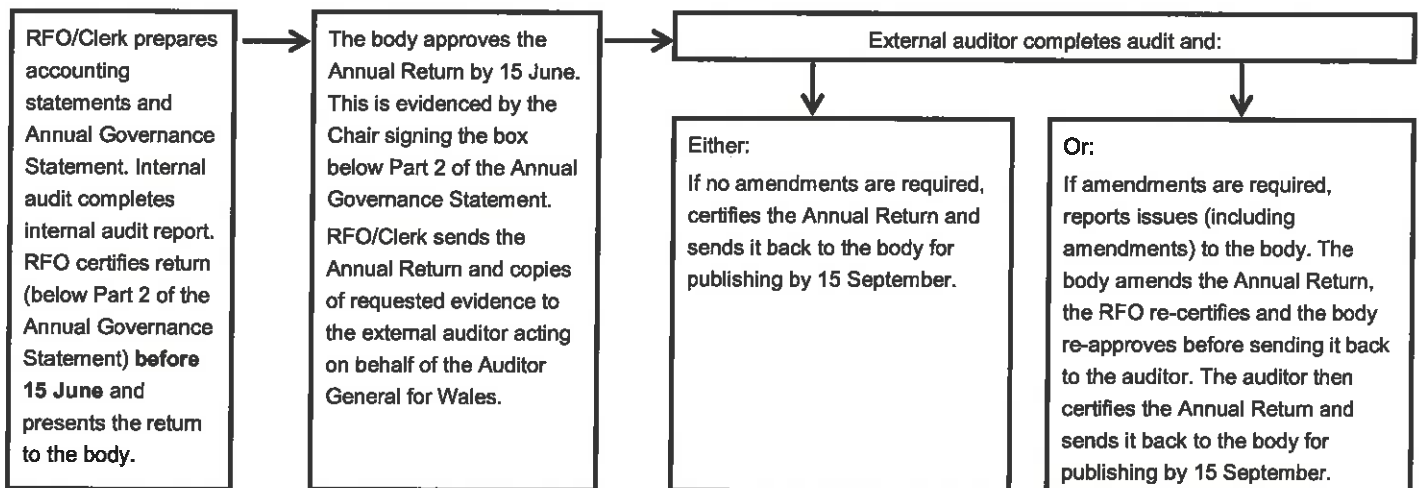 RFO/Clerk prepares
accounting
statements and
Annual Governance
Statement. Internal
audit completes
internal audit report.
RFO certifies return
(below Part 2 of the
Annual Governance
Statement) before
15 June and
presents the return
to the body.
The body approves the
Annual Return by 15 June.
This is evidenced by the
Chair signing the box
below Part 2 of the Annual
Governance Statement.
RFO/Clerk sends the
Annual Return and copies
of requested evidence to
the external auditor acting
on behalf of the Auditor
General for Wales.
External auditor completes audit and:
Either:
If no amendments are required,
certifies the Annual Return and
sends it back to the body for
publishing by 15 September.
Or:
If amendments are required,
reports issues (including
amendments) to the body. The
body amends the Annual Return,
the RFO re-certifies and the body
re-approves before sending it back
to the auditor. The auditor then
certifies the Annual Return and
sends it back to the body for
publishing by 15 September.